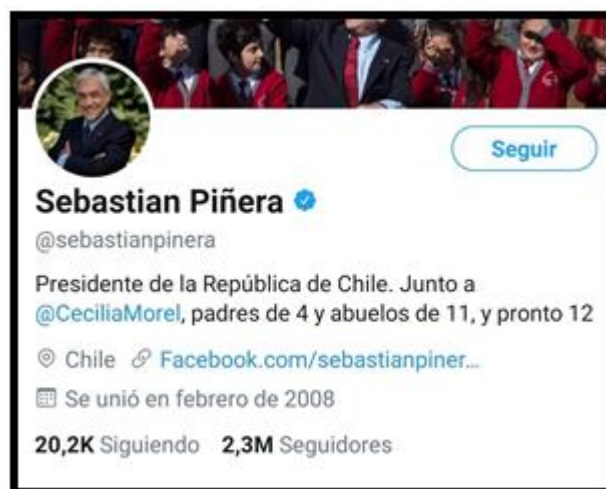 Seguir
Sebastian Piñera
@sebastianpinera
Presidente de la República de Chile. Junto a
@CeciliaMorel, padres de 4 y abuelos de 11, y pronto 12
Chile Facebook.com/sebastianpiner...
Se unió en febrero de 2008
20,2K Siguiendo 2,3M Seguidores